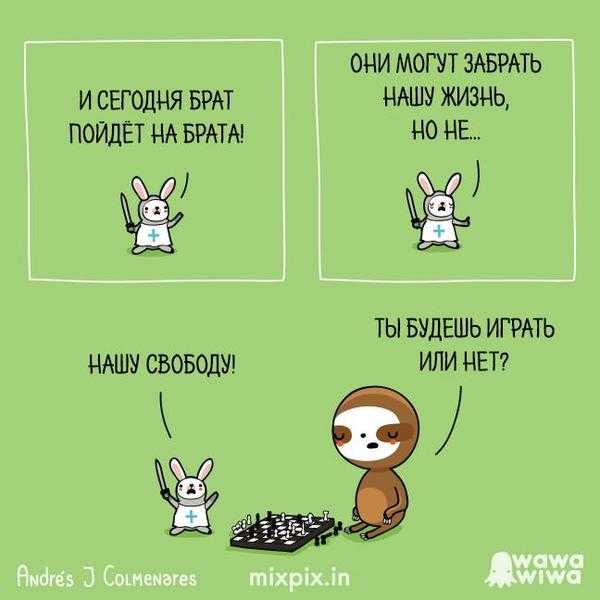 И СЕГОДНЯ БРАТ
ПОЙДЁТ НА БРАТА!
ОНИ МОГУТ ЗАБРАТЬ
НАШУ ЖИЗНЬ,
НО НЕ...
НАШУ СВОБОДУ!
ТЫ БУДЕШЬ ИГРАТЬ
ИЛИ НЕТ?
Andrés J Colmenares
mixpix.in
wawa
wiwa